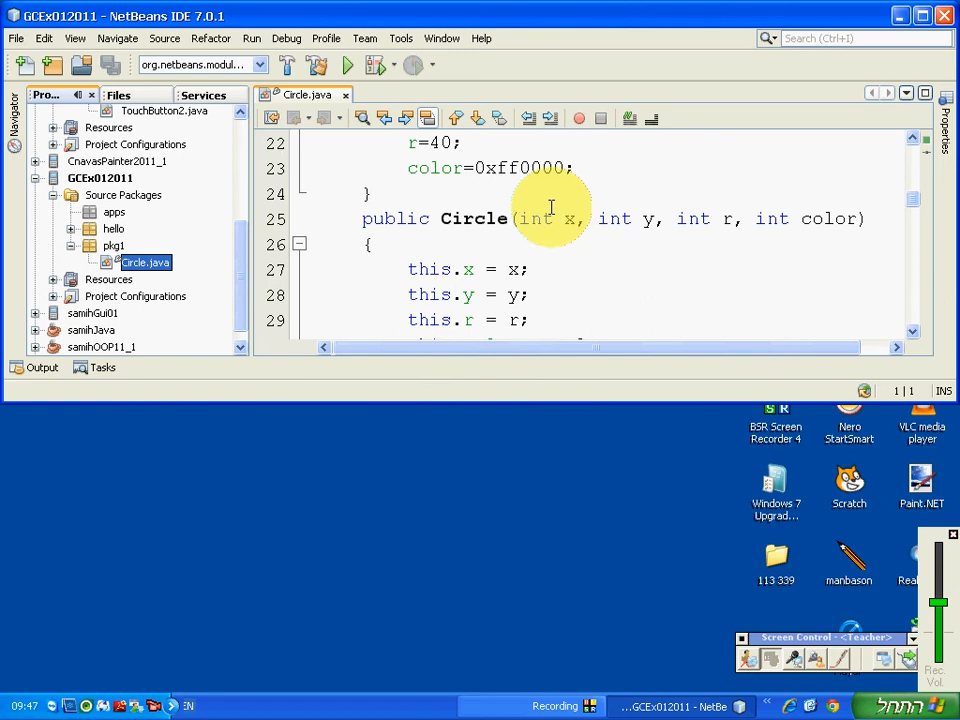 GCEx012011 - NetBeans IDE 7.0.1
File Edit View Navigate Source Refactor Run Debug Profile Team Tools Window Help
Search (Ctrl+I)
org.netbeans.modul...
Pro... Files Services
Circle.java
Navigator
Properties
TouchButton2.java
Resources
Project Configurations
CnavasPainter2011_1
GCEx012011
Source Packages
apps
hello
pkg1
Circle.java
Resources
Project Configurations
samihGui01
samihJava
samihOOP11_1
22 r=40;
23 color=0xff0000;
24 }
25 public Circle(int x, int y, int r, int color)
26 {
27 this.x = x;
28 this.y = y;
29 this.r = r;
Output Tasks
1 | 1 INS
BSR Screen Recorder 4
Nero StartSmart
VLC media player
Windows 7 Upgrad...
Scratch
Paint.NET
113 339
manbason
Screen Control - <Teacher>
Rec. Vol.
09:47
EN
Recording
...GCEx012011 - NetBe
התחל